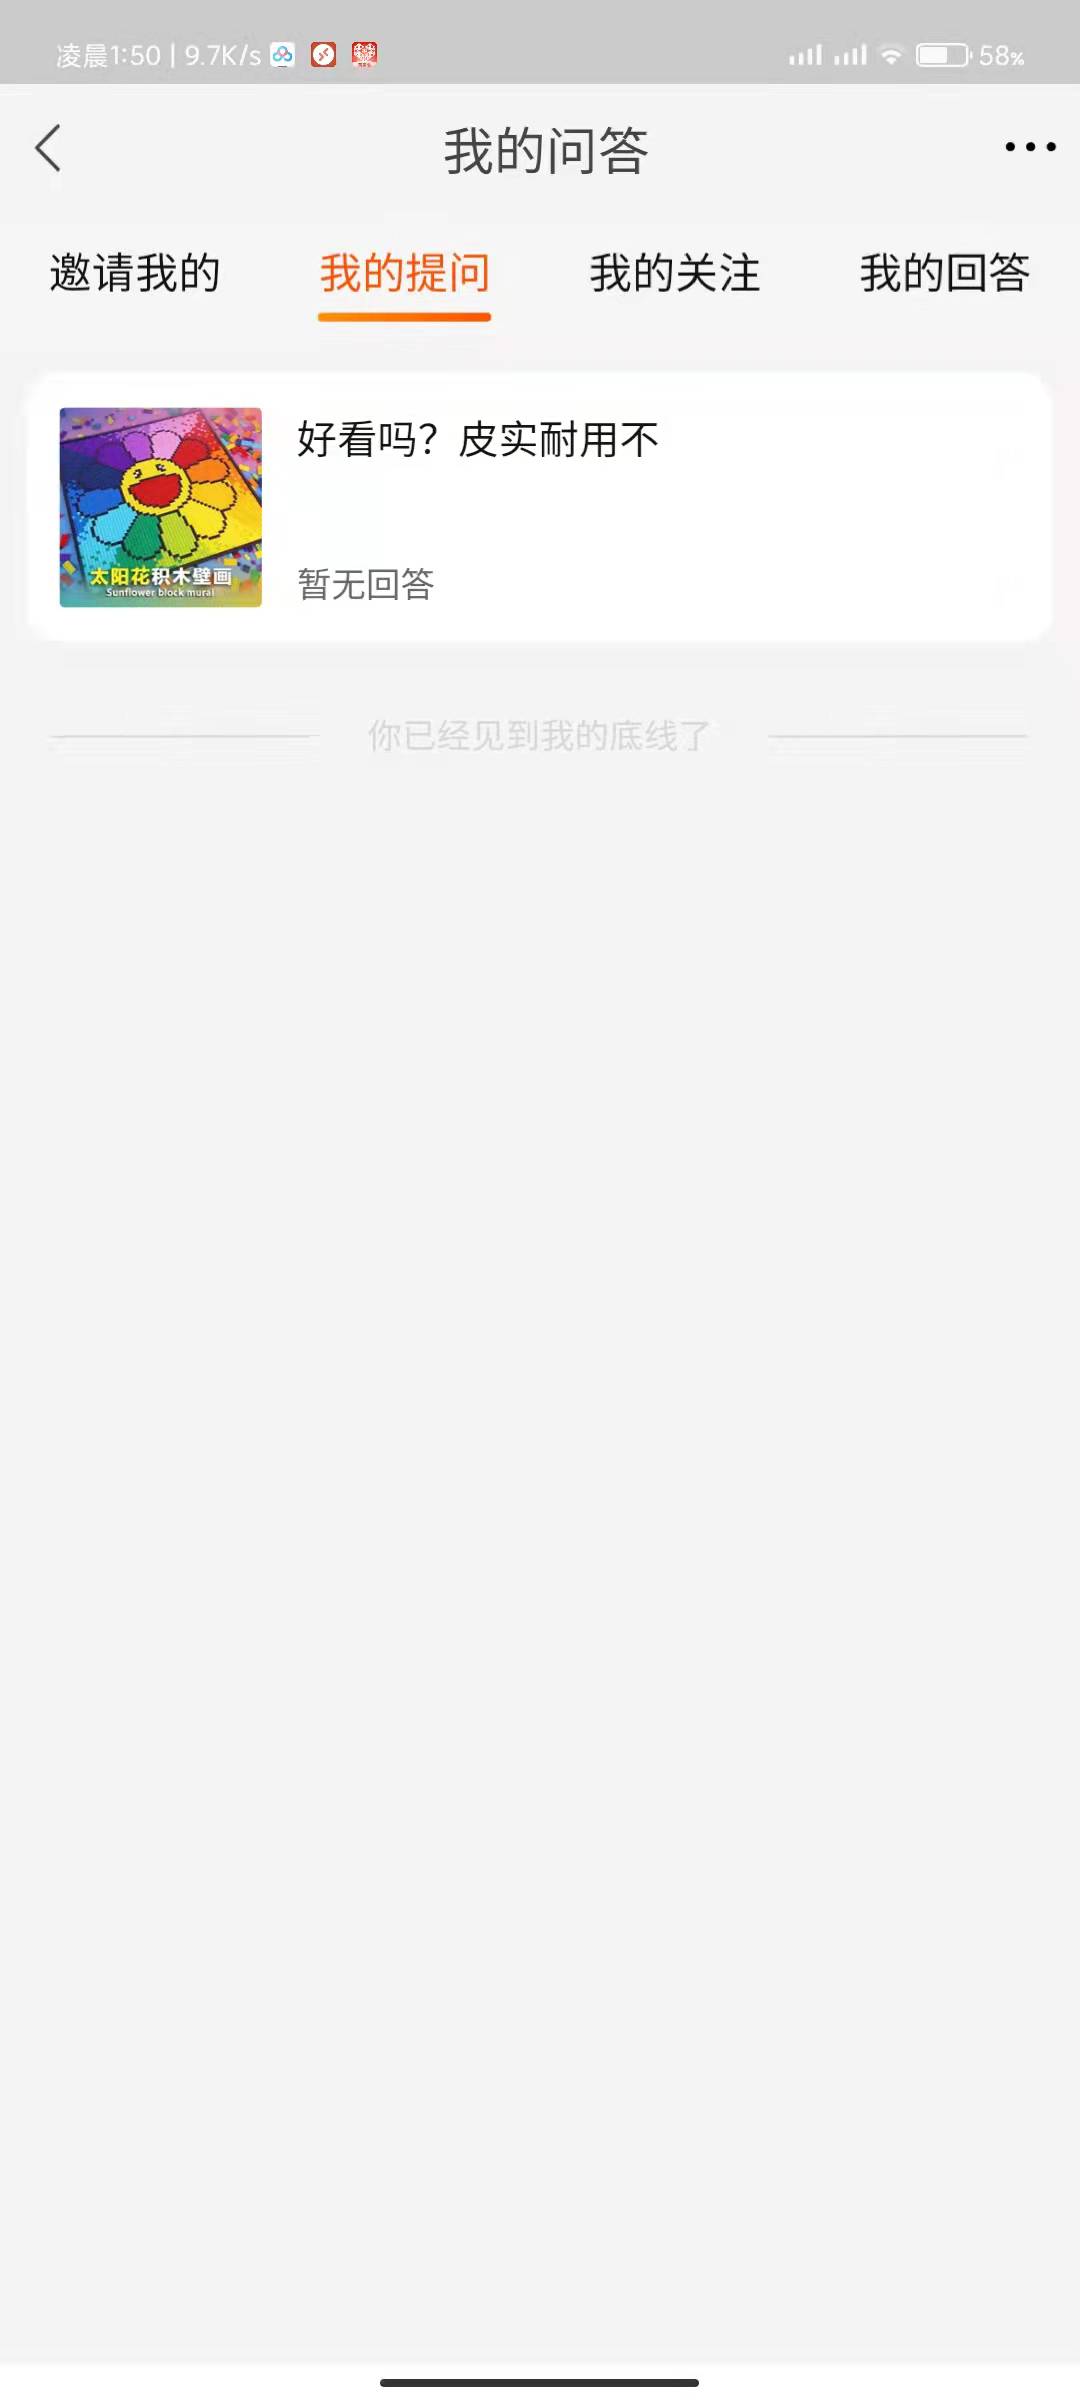 凌晨1:50 | 9.7K/s
58%
我的问答
邀请我的
我的提问
我的关注
我的回答
好看吗？皮实耐用不
太阳花积木壁画
Sunflower block mural
暂无回答
你已经见到我的底线了